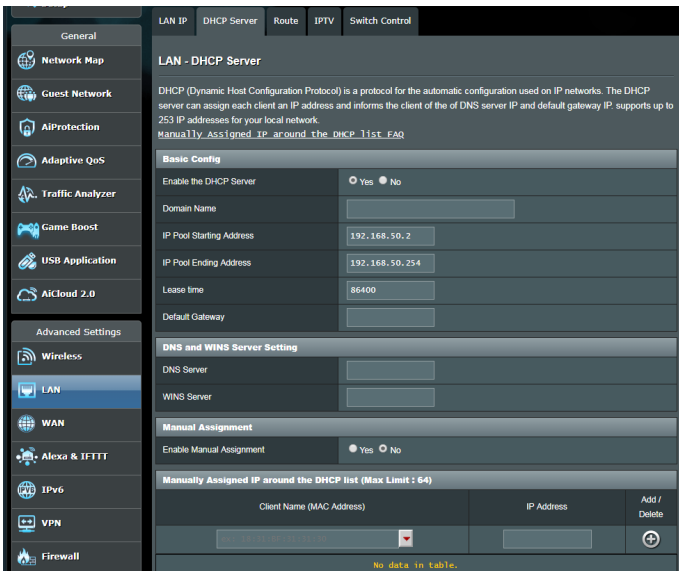 LAN IP DHCP Server Route IPTV Switch Control
General
Network Map
Guest Network
AiProtection
Adaptive QoS
Traffic Analyzer
Game Boost
USB Application
AiCloud 2.0
Advanced Settings
Wireless
LAN
WAN
Alexa & IFTTT
IPv6
VPN
Firewall
LAN - DHCP Server
DHCP (Dynamic Host Configuration Protocol) is a protocol for the automatic configuration used on IP networks. The DHCP
server can assign each client an IP address and informs the client of the of DNS server IP and default gateway IP. supports up to
253 IP addresses for your local network.
Manually Assigned IP around the DHCP list FAQ
Basic Config
Enable the DHCP Server Yes No
Domain Name
IP Pool Starting Address 192.168.50.2
IP Pool Ending Address 192.168.50.254
Lease time 86400
Default Gateway
DNS and WINS Server Setting
DNS Server
WINS Server
Manual Assignment
Enable Manual Assignment Yes No
Manually Assigned IP around the DHCP list (Max Limit : 64)
Client Name (MAC Address) IP Address Add / Delete
No data in table.